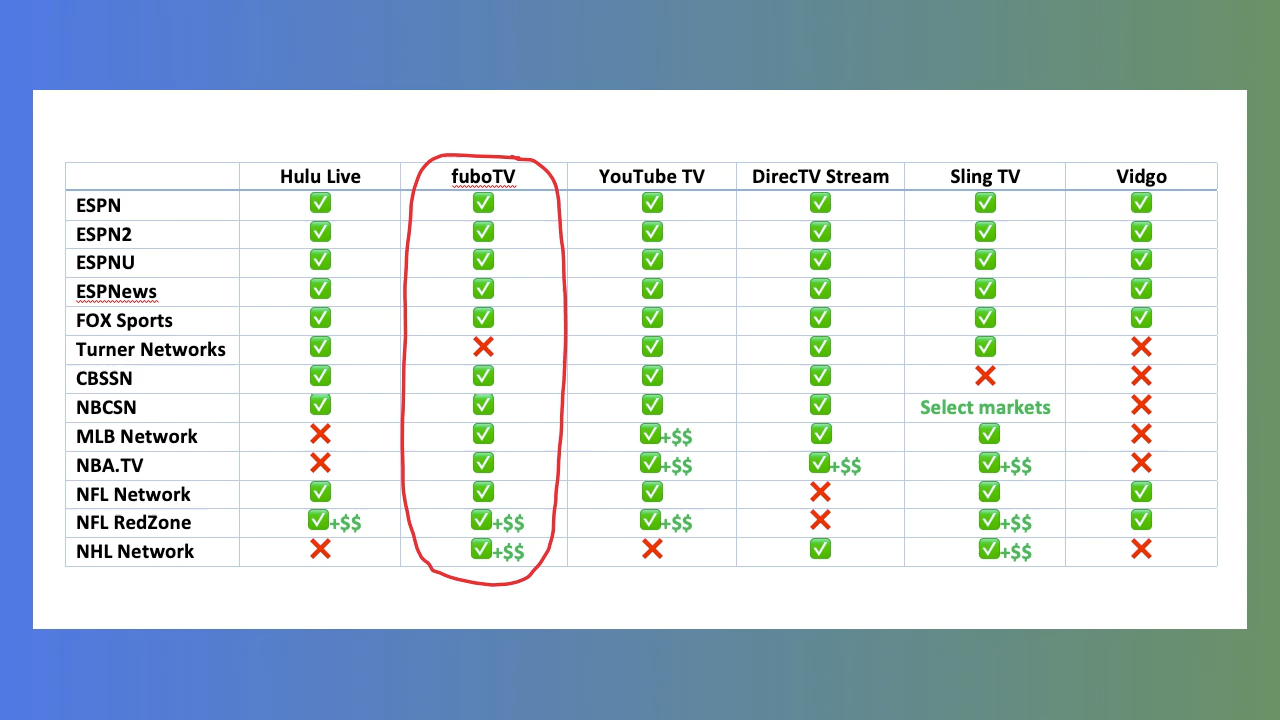 Hulu Live fuboTV YouTube TV DirecTV Stream Sling TV Vidgo
ESPN ✅ ✅ ✅ ✅ ✅ ✅
ESPN2 ✅ ✅ ✅ ✅ ✅ ✅
ESPNU ✅ ✅ ✅ ✅ ✅ ✅
ESPNews ✅ ✅ ✅ ✅ ✅ ✅
FOX Sports ✅ ✅ ✅ ✅ ✅ ✅
Turner Networks ✅ ❌ ✅ ✅ ✅ ❌
CBSSN ✅ ✅ ✅ ✅ ❌ ❌
NBCSN ✅ ✅ ✅ ✅ Select markets ❌
MLB Network ❌ ✅ ✅+$$ ✅ ✅ ❌
NBA.TV ❌ ✅ ✅+$$ ✅+$$ ✅+$$ ❌
NFL Network ✅ ✅ ✅ ❌ ✅ ✅
NFL RedZone ✅+$$ ✅+$$ ✅+$$ ❌ ✅+$$ ✅
NHL Network ❌ ✅+$$ ❌ ✅ ✅+$$ ❌